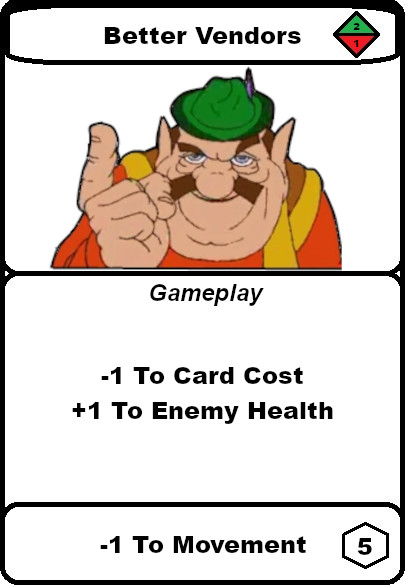 Better Vendors
2
1
Gameplay
-1 To Card Cost
+1 To Enemy Health
-1 To Movement
5